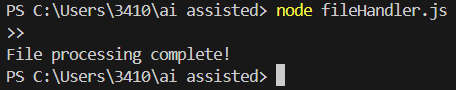 PS C:\Users\3410\ai assisted> node fileHandler.js
>>
File processing complete!
PS C:\Users\3410\ai assisted>